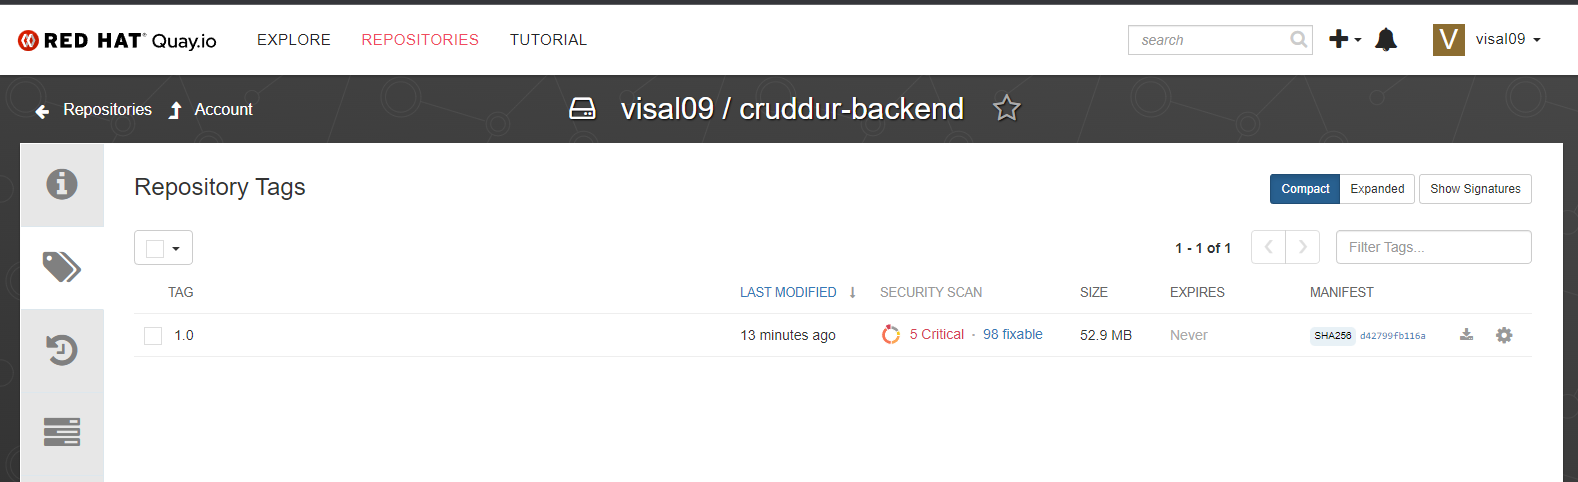 RED HAT® Quay.io EXPLORE REPOSITORIES TUTORIAL search V visal09
Repositories Account visal09 / cruddur-backend
Repository Tags Compact Expanded Show Signatures
1 - 1 of 1 Filter Tags...
TAG LAST MODIFIED SECURITY SCAN SIZE EXPIRES MANIFEST
1.0 13 minutes ago 5 Critical · 98 fixable 52.9 MB Never SHA256 d42799fb116a